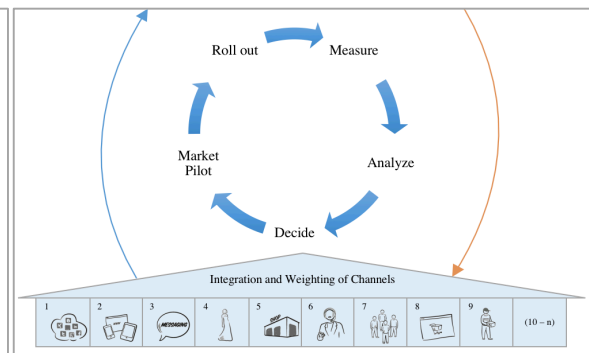 Roll out
Measure
Market
Pilot
Analyze
Decide
Integration and Weighting of Channels
1
2
3
4
5
6
7
8
9
(10 – n)
MESSAGING
SHOP